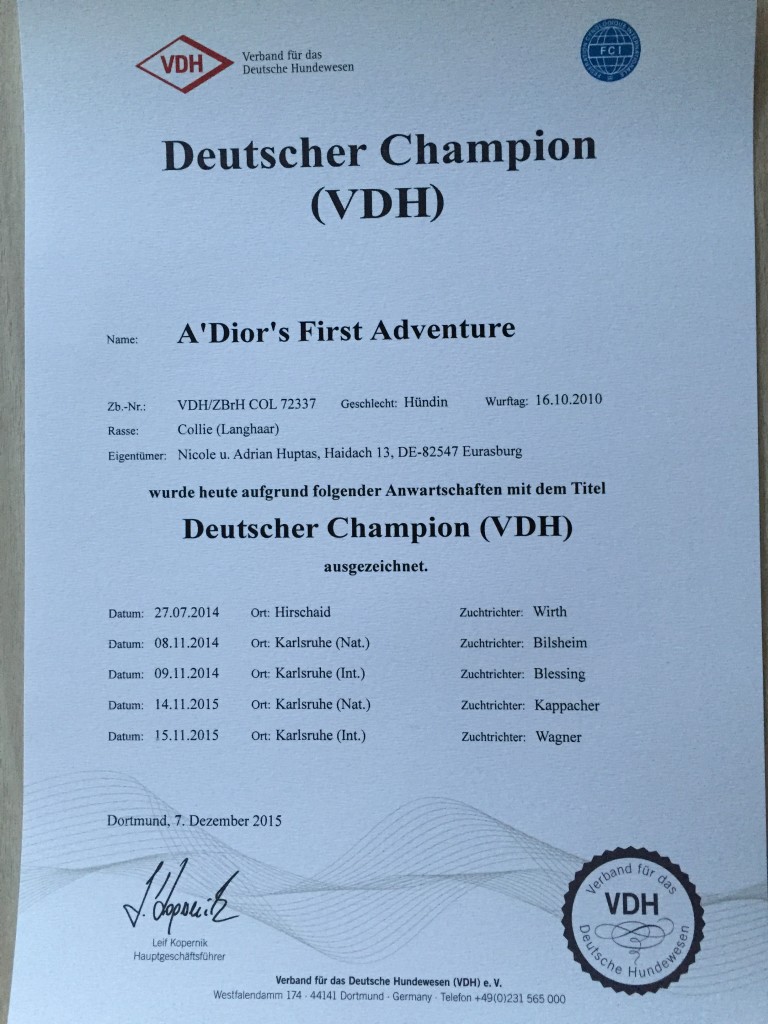 VDH
Verband für das
Deutsche Hundewesen
FCI
Deutscher Champion
(VDH)
Name: A'Dior's First Adventure
Zb.-Nr.: VDH/ZBrH COL 72337 Geschlecht: Hündin Wurftag: 16.10.2010
Rasse: Collie (Langhaar)
Eigentümer: Nicole u. Adrian Huptas, Haidach 13, DE-82547 Eurasburg
wurde heute aufgrund folgender Anwartschaften mit dem Titel
Deutscher Champion (VDH)
ausgezeichnet.
Datum: 27.07.2014 Ort: Hirschaid Zuchtrichter: Wirth
Datum: 08.11.2014 Ort: Karlsruhe (Nat.) Zuchtrichter: Bilsheim
Datum: 09.11.2014 Ort: Karlsruhe (Int.) Zuchtrichter: Blessing
Datum: 14.11.2015 Ort: Karlsruhe (Nat.) Zuchtrichter: Kappacher
Datum: 15.11.2015 Ort: Karlsruhe (Int.) Zuchtrichter: Wagner
Dortmund, 7. Dezember 2015
Leif Kopernik
Hauptgeschäftsführer
Verband für das
VDH
Deutsche Hundewesen
Verband für das Deutsche Hundewesen (VDH) e. V.
Westfalendamm 174 · 44141 Dortmund · Germany · Telefon +49(0)231 565 000